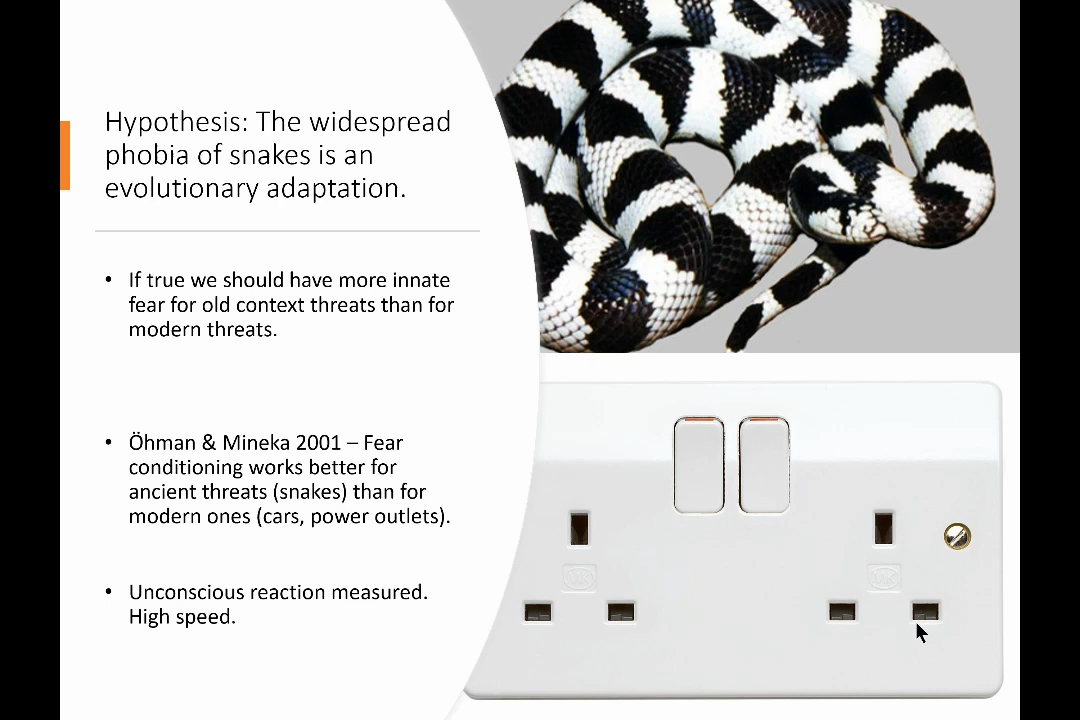 Hypothesis: The widespread
phobia of snakes is an
evolutionary adaptation.
• If true we should have more innate
fear for old context threats than for
modern threats.
• Öhman & Mineka 2001 – Fear
conditioning works better for
ancient threats (snakes) than for
modern ones (cars, power outlets).
• Unconscious reaction measured.
High speed.